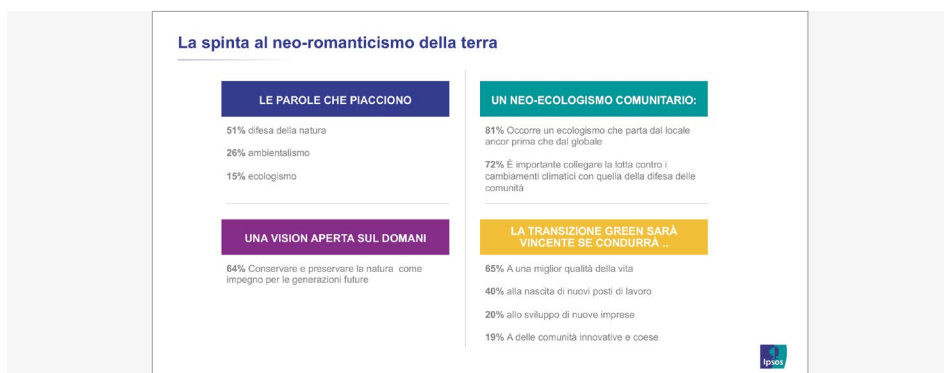 La spinta al neo-romanticismo della terra
LE PAROLE CHE PIACCIONO
51% difesa della natura
26% ambientalismo
15% ecologismo
UN NEO-ECOLOGISMO COMUNITARIO:
81% Occorre un ecologismo che parta dal locale
ancor prima che dal globale
72% È importante collegare la lotta contro i
cambiamenti climatici con quella della difesa delle
comunità
UNA VISION APERTA SUL DOMANI
64% Conservare e preservare la natura come
impegno per le generazioni future
LA TRANSIZIONE GREEN SARÀ
VINCENTE SE CONDURRÀ ..
65% A una miglior qualità della vita
40% alla nascita di nuovi posti di lavoro
20% allo sviluppo di nuove imprese
19% A delle comunità innovative e coese
Ipsos